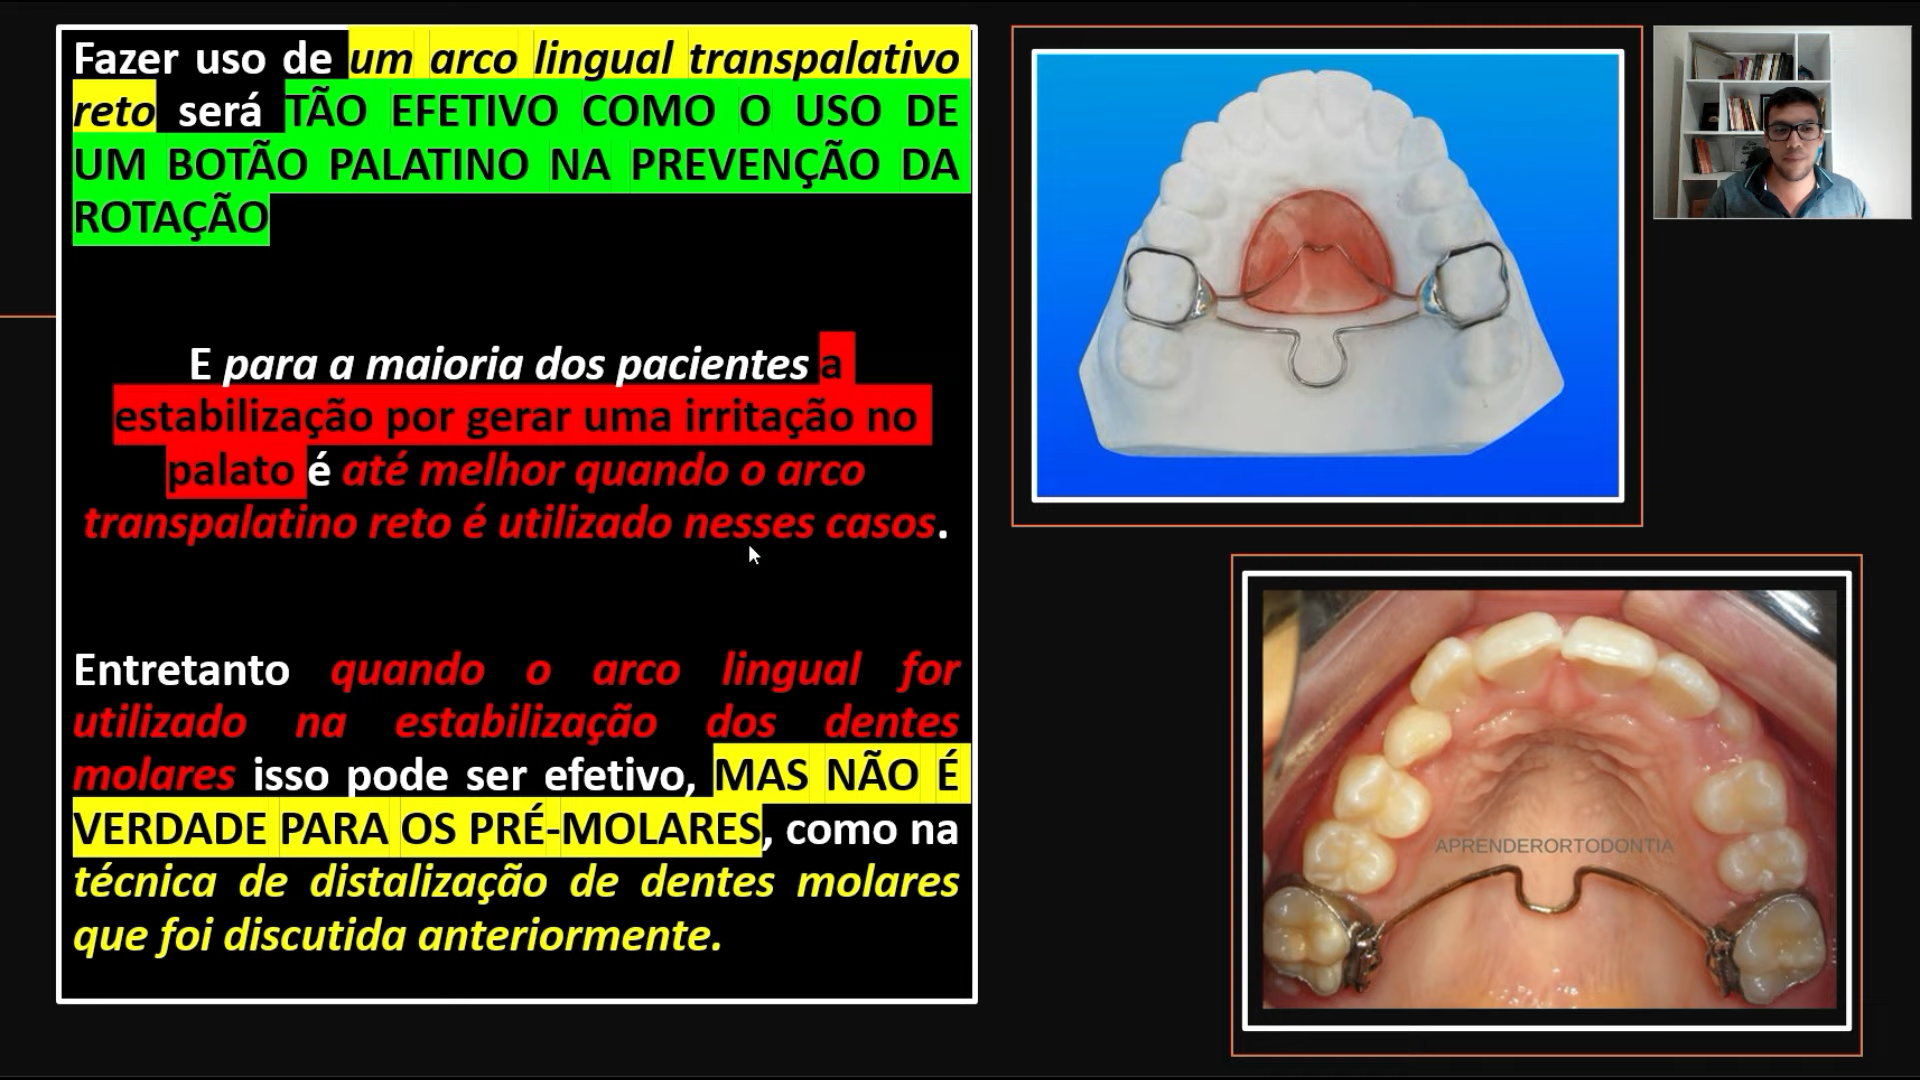 Fazer uso de um arco lingual transpalativo
reto será TÃO EFETIVO COMO O USO DE
UM BOTÃO PALATINO NA PREVENÇÃO DA
ROTAÇÃO
E para a maioria dos pacientes a
estabilização por gerar uma irritação no
palato é até melhor quando o arco
transpalatino reto é utilizado nesses casos.
Entretanto quando o arco lingual for
utilizado na estabilização dos dentes
molares isso pode ser efetivo, MAS NÃO É
VERDADE PARA OS PRÉ-MOLARES, como na
técnica de distalização de dentes molares
que foi discutida anteriormente.
APRENDERORTODONTIA